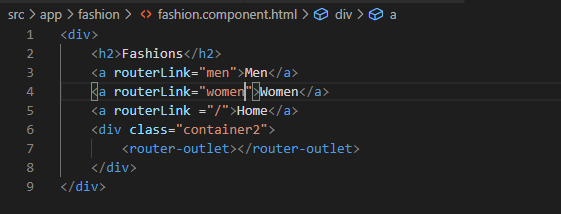 src > app > fashion > <> fashion.component.html > div > a
1 <div>
2 <h2>Fashions</h2>
3 <a routerLink="men">Men</a>
4 <a routerLink="women">Women</a>
5 <a routerLink ="/">Home</a>
6 <div class="container2">
7 <router-outlet></router-outlet>
8 </div>
9 </div>